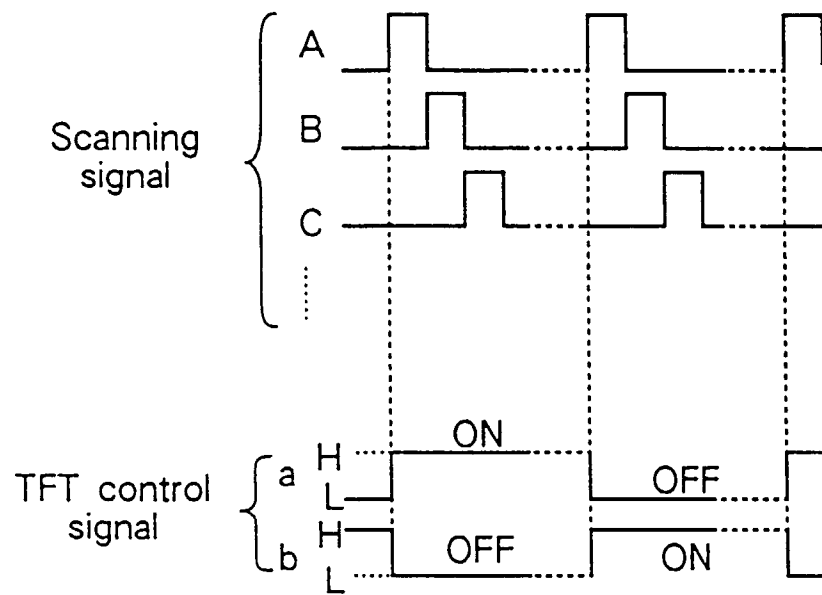 A
B
Scanning
signal
C
ON
H
a
TFT control
L
OFF
signal
H
b
OFF
ON
L